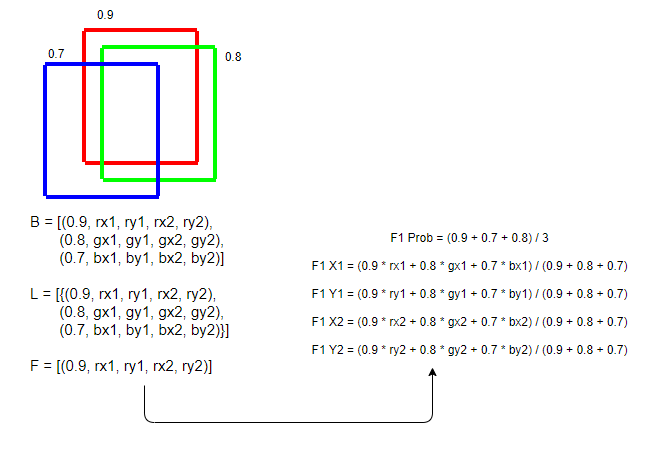 0.9
0.7
0.8
B = [(0.9, rx1, ry1, rx2, ry2),
(0.8, gx1, gy1, gx2, gy2),
(0.7, bx1, by1, bx2, by2)]
L = [{(0.9, rx1, ry1, rx2, ry2),
(0.8, gx1, gy1, gx2, gy2),
(0.7, bx1, by1, bx2, by2)}]
F = [(0.9, rx1, ry1, rx2, ry2)]
F1 Prob = (0.9 + 0.7 + 0.8) / 3
F1 X1 = (0.9 * rx1 + 0.8 * gx1 + 0.7 * bx1) / (0.9 + 0.8 + 0.7)
F1 Y1 = (0.9 * ry1 + 0.8 * gy1 + 0.7 * by1) / (0.9 + 0.8 + 0.7)
F1 X2 = (0.9 * rx2 + 0.8 * gx2 + 0.7 * bx2) / (0.9 + 0.8 + 0.7)
F1 Y2 = (0.9 * ry2 + 0.8 * gy2 + 0.7 * by2) / (0.9 + 0.8 + 0.7)